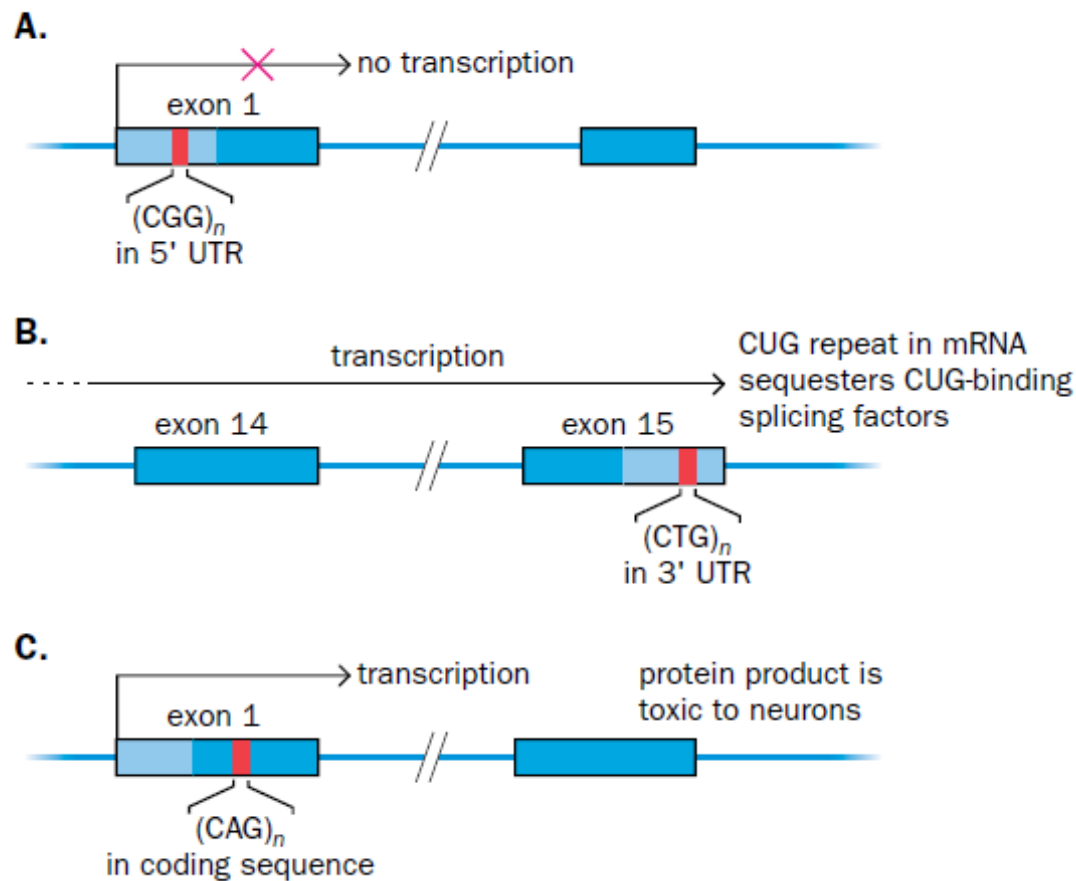 A.
no transcription
exon 1
(CGG)n
in 5' UTR
B.
transcription
CUG repeat in mRNA
sequesters CUG-binding
splicing factors
exon 14
exon 15
(CTG)n
in 3' UTR
C.
transcription
protein product is
toxic to neurons
exon 1
(CAG)n
in coding sequence